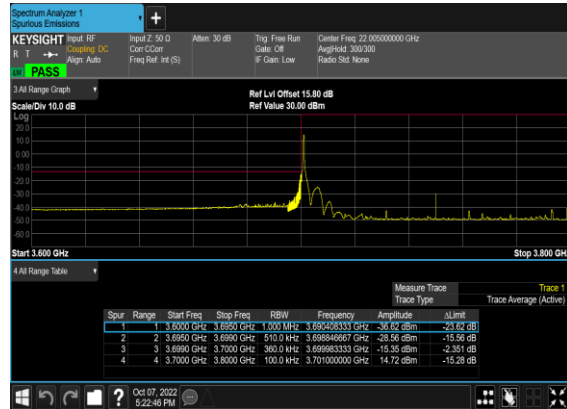 Spectrum Analyzer 1
Spurious Emissions
+
KEYSIGHT Input: RF Input Z: 50 Ω Atten: 30 dB Trig: Free Run Center Freq: 22.005000000 GHz
R T Coupling: DC Corr CCorr Gate: Off Avg|Hold: 300/300
Align: Auto Freq Ref: Int (S) IF Gain: Low Radio Std: None
LW PASS
3 All Range Graph
Ref Lvl Offset 15.80 dB
Scale/Div 10.0 dB Ref Value 30.00 dBm
Log
20.0
10.0
0.00
-10.0
-20.0
-30.0
-40.0
-50.0
-60.0
Start 3.600 GHz Stop 3.800 GHz
4 All Range Table
Measure Trace Trace 1
Trace Type Trace Average (Active)
Spur Range Start Freq Stop Freq RBW Frequency Amplitude ΔLimit
1 1 3.6000 GHz 3.6950 GHz 1.000 MHz 3.690408333 GHz -36.62 dBm -23.62 dB
2 2 3.6950 GHz 3.6990 GHz 510.0 kHz 3.698846667 GHz -28.56 dBm -15.56 dB
3 3 3.6990 GHz 3.7000 GHz 360.0 kHz 3.699983333 GHz -15.35 dBm -2.351 dB
4 4 3.7000 GHz 3.8000 GHz 100.0 kHz 3.701000000 GHz 14.72 dBm -15.28 dB
? Oct 07, 2022
5:22:46 PM